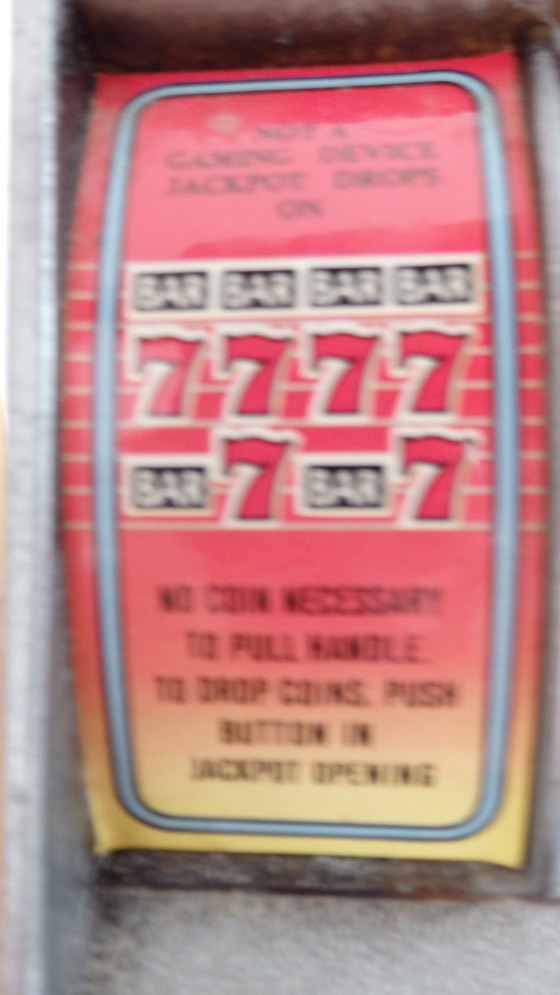 NOT A
GAMING DEVICE
JACKPOT DROPS
ON
BAR BAR BAR BAR
7 7 7 7
BAR 7 BAR 7
NO COIN NECESSARY
TO PULL HANDLE.
TO DROP COINS, PUSH
BUTTON IN
JACKPOT OPENING